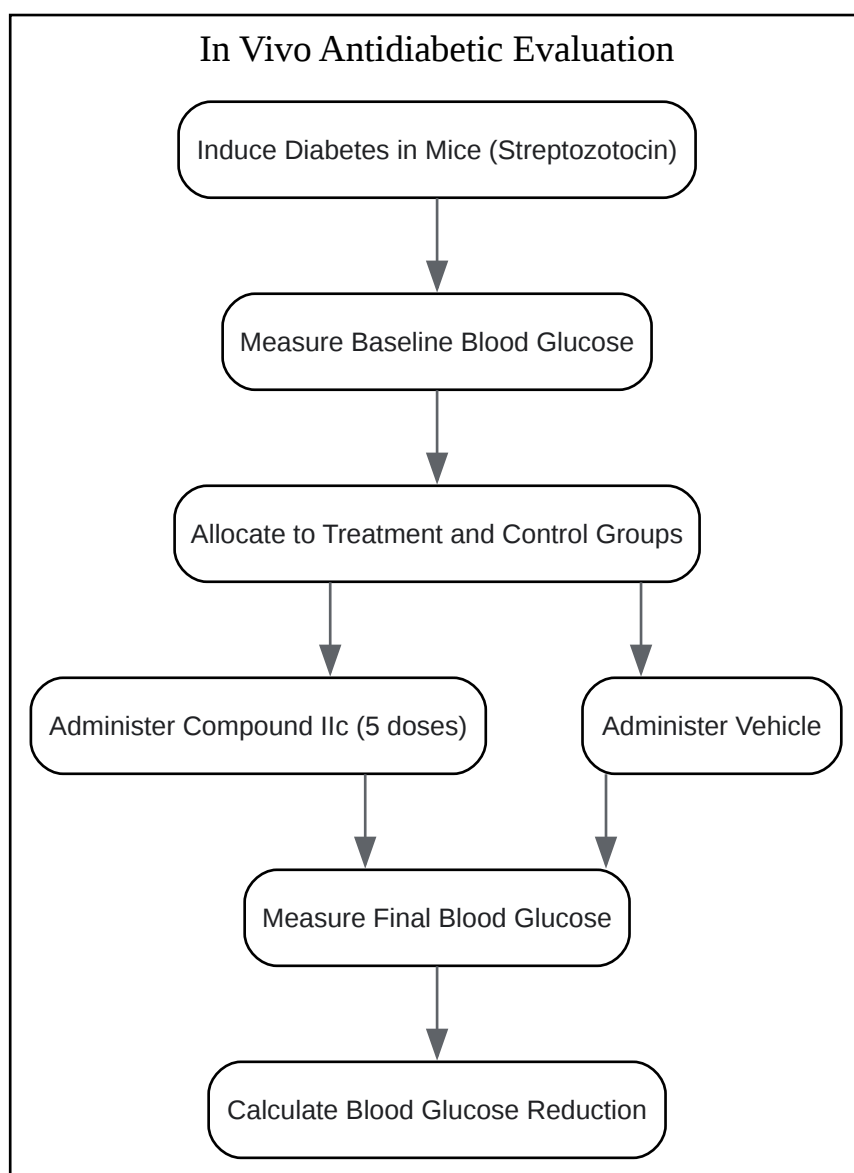 In Vivo Antidiabetic Evaluation
Induce Diabetes in Mice (Streptozotocin)
Measure Baseline Blood Glucose
Allocate to Treatment and Control Groups
Administer Compound IIc (5 doses)
Administer Vehicle
Measure Final Blood Glucose
Calculate Blood Glucose Reduction